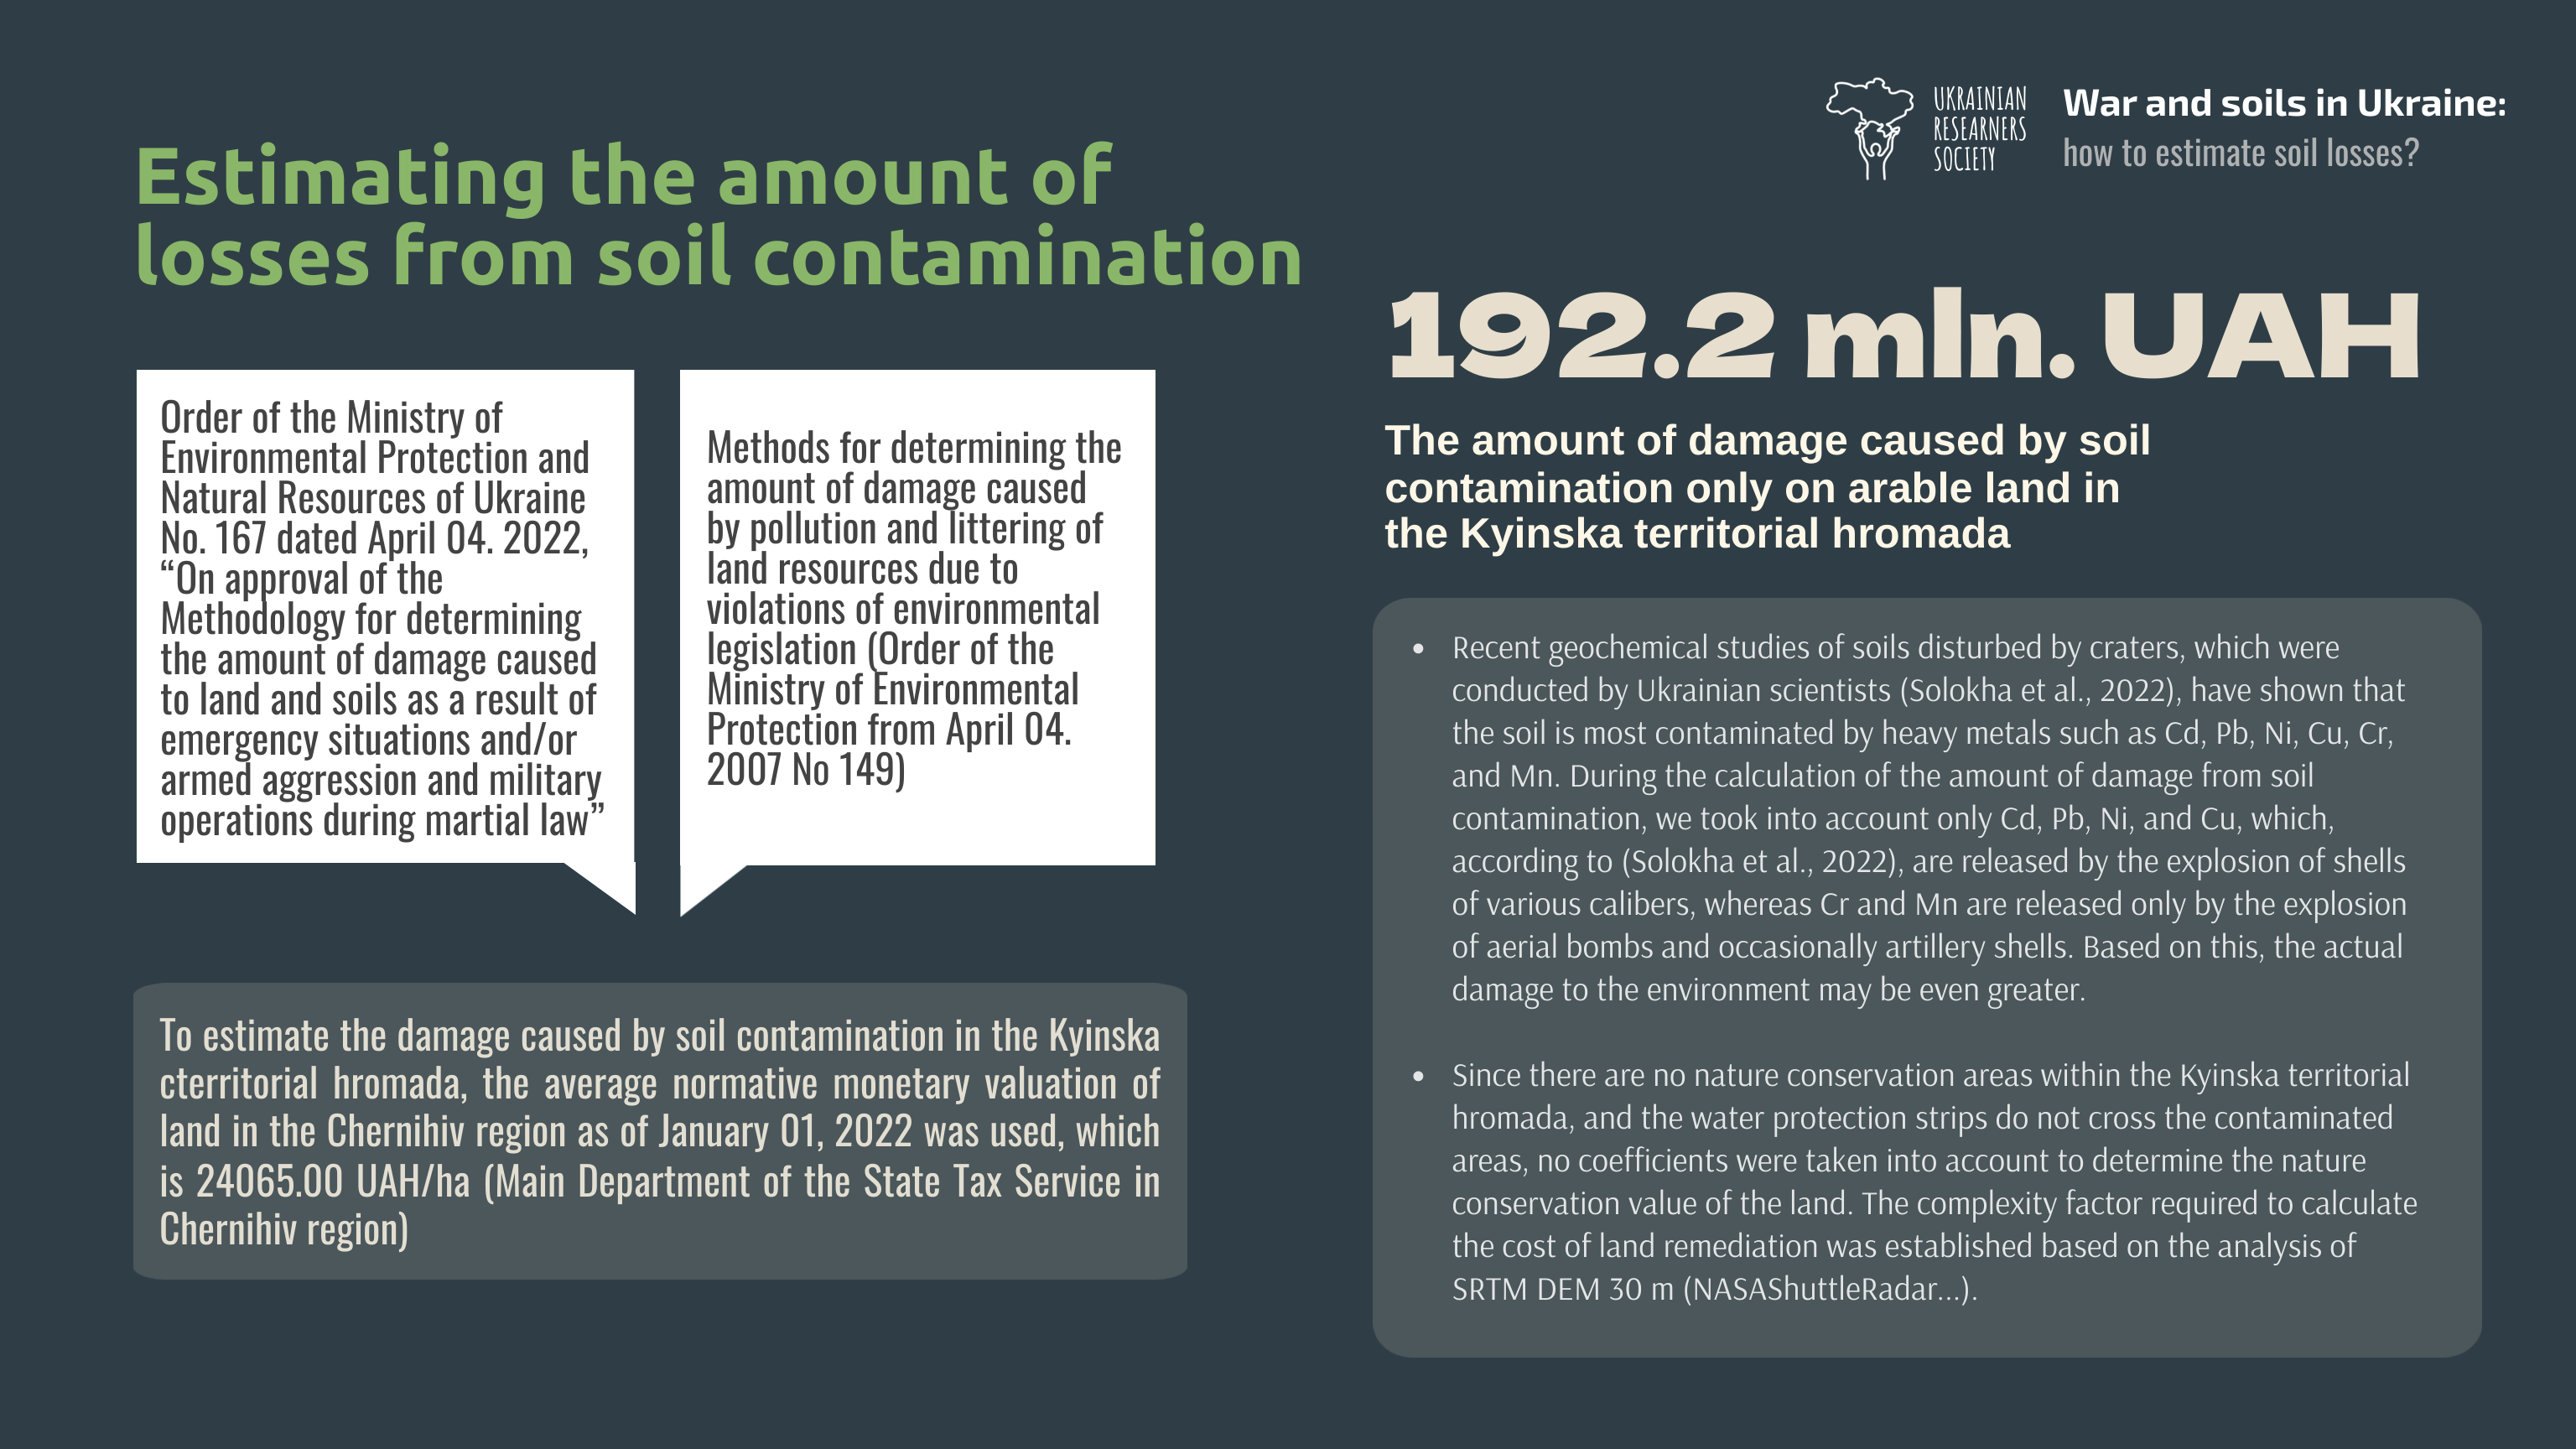 UKRAINIAN
RESEARNERS
SOCIETY
War and soils in Ukraine:
how to estimate soil losses?
Estimating the amount of
losses from soil contamination
Order of the Ministry of
Environmental Protection and
Natural Resources of Ukraine
No. 167 dated April 04. 2022,
“On approval of the
Methodology for determining
the amount of damage caused
to land and soils as a result of
emergency situations and/or
armed aggression and military
operations during martial law”
Methods for determining the
amount of damage caused
by pollution and littering of
land resources due to
violations of environmental
legislation (Order of the
Ministry of Environmental
Protection from April 04.
2007 No 149)
To estimate the damage caused by soil contamination in the Kyinska
cterritorial hromada, the average normative monetary valuation of
land in the Chernihiv region as of January 01, 2022 was used, which
is 24065.00 UAH/ha (Main Department of the State Tax Service in
Chernihiv region)
192.2 mln. UAH
The amount of damage caused by soil
contamination only on arable land in
the Kyinska territorial hromada
• Recent geochemical studies of soils disturbed by craters, which were
conducted by Ukrainian scientists (Solokha et al., 2022), have shown that
the soil is most contaminated by heavy metals such as Cd, Pb, Ni, Cu, Cr,
and Mn. During the calculation of the amount of damage from soil
contamination, we took into account only Cd, Pb, Ni, and Cu, which,
according to (Solokha et al., 2022), are released by the explosion of shells
of various calibers, whereas Cr and Mn are released only by the explosion
of aerial bombs and occasionally artillery shells. Based on this, the actual
damage to the environment may be even greater.
• Since there are no nature conservation areas within the Kyinska territorial
hromada, and the water protection strips do not cross the contaminated
areas, no coefficients were taken into account to determine the nature
conservation value of the land. The complexity factor required to calculate
the cost of land remediation was established based on the analysis of
SRTM DEM 30 m (NASAShuttleRadar...).